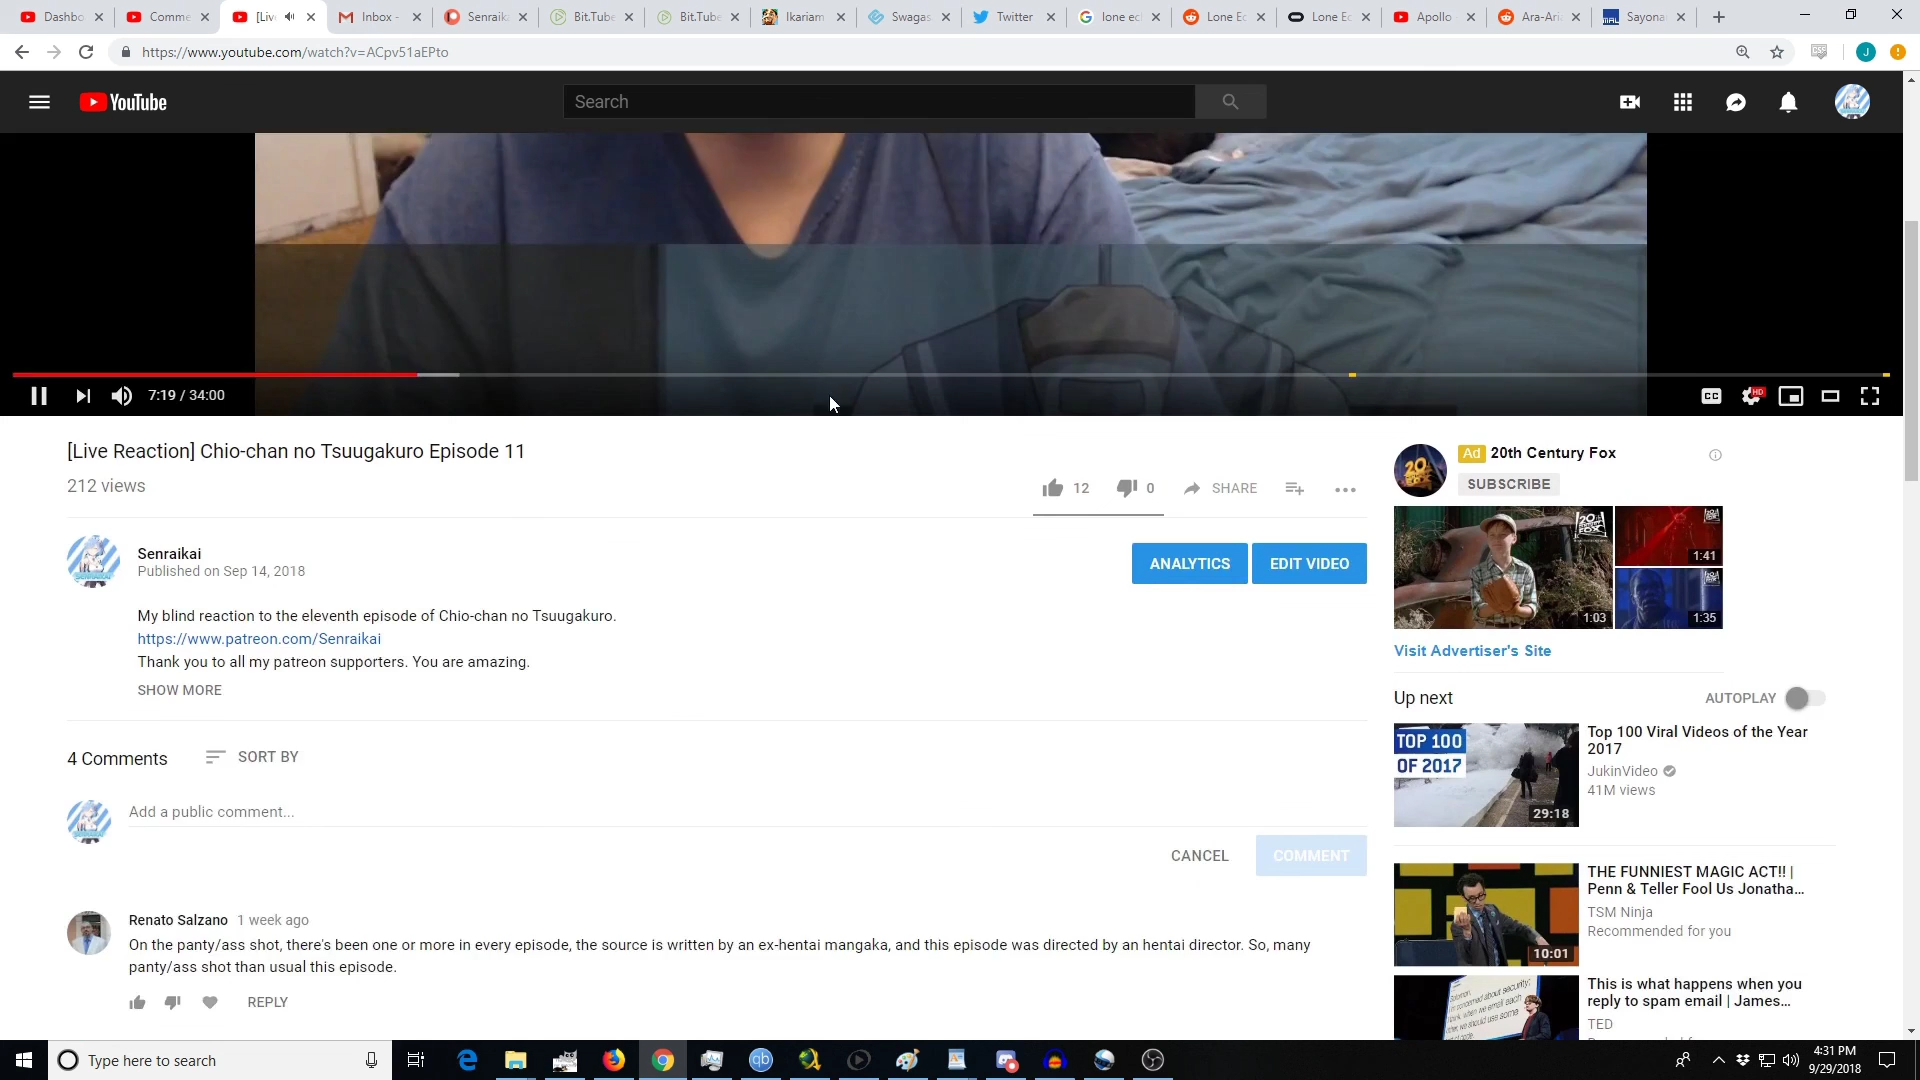 Dashbo
Comme
[Liv
Inbox -
Senraik
Bit.Tube
Bit.Tube
Ikariam
Swagas
Twitter
lone ec
Lone Ec
Lone Ec
Apollo
Ara-Ara
Sayona
https://www.youtube.com/watch?v=ACpv51aEPto
J
YouTube
Search
7:19 / 34:00
CC
HD
[Live Reaction] Chio-chan no Tsuugakuro Episode 11
212 views
12
0
SHARE
Senraikai
Published on Sep 14, 2018
ANALYTICS
EDIT VIDEO
My blind reaction to the eleventh episode of Chio-chan no Tsuugakuro.
https://www.patreon.com/Senraikai
Thank you to all my patreon supporters. You are amazing.
SHOW MORE
4 Comments
SORT BY
Add a public comment...
CANCEL
COMMENT
Renato Salzano 1 week ago
On the panty/ass shot, there's been one or more in every episode, the source is written by an ex-hentai mangaka, and this episode was directed by an hentai director. So, many
panty/ass shot than usual this episode.
REPLY
Ad 20th Century Fox
SUBSCRIBE
1:03
1:41
1:35
Visit Advertiser's Site
Up next
AUTOPLAY
TOP 100
OF 2017
29:18
Top 100 Viral Videos of the Year
2017
JukinVideo
41M views
10:01
THE FUNNIEST MAGIC ACT!! |
Penn & Teller Fool Us Jonatha...
TSM Ninja
Recommended for you
This is what happens when you
reply to spam email | James...
TED
Type here to search
qb
4:31 PM
9/29/2018